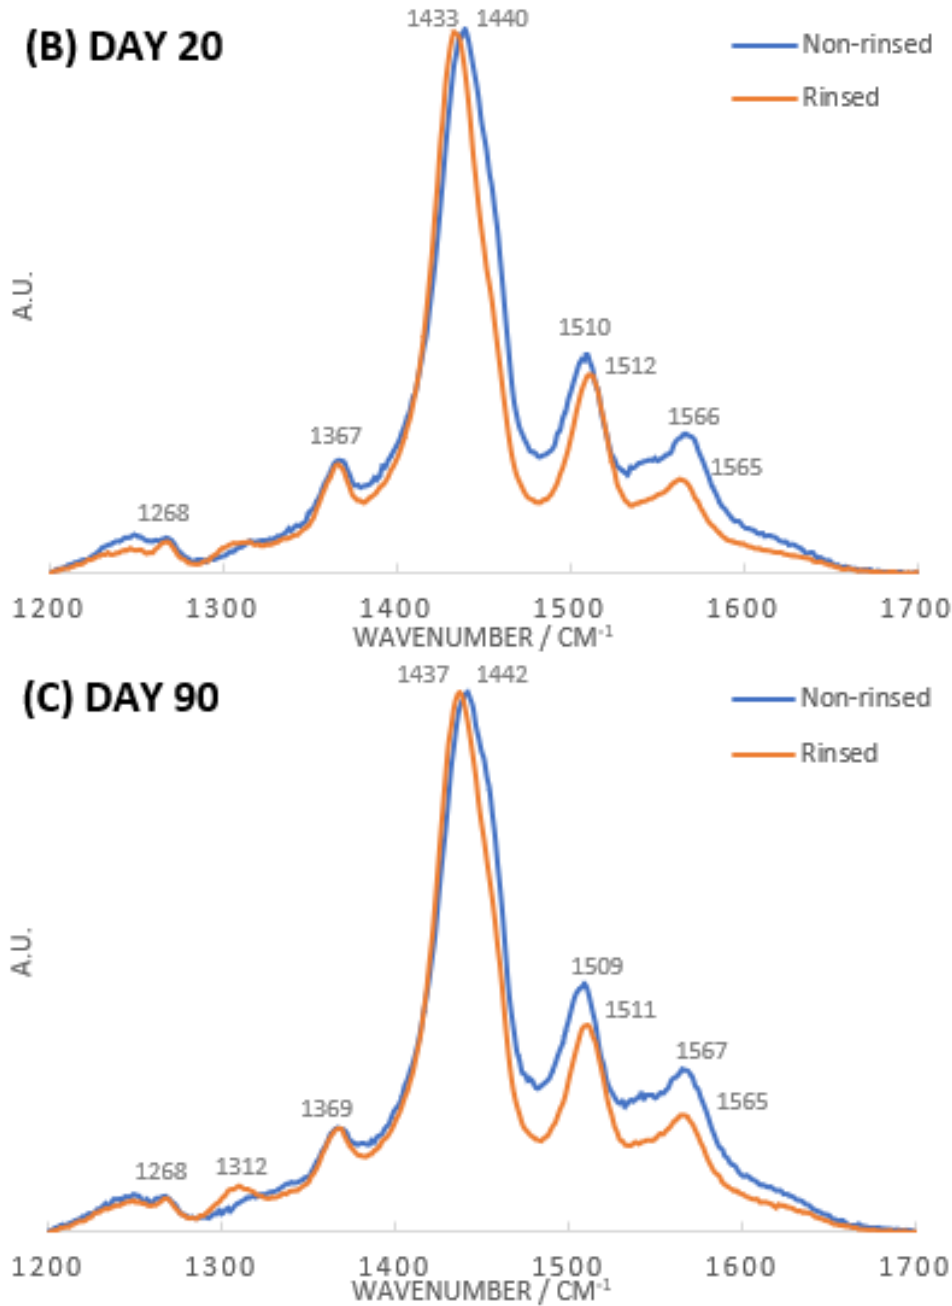 (B) DAY 20
1433 1440
Non-rinsed
Rinsed
A.U.
1510
1512
1566
1565
1367
1268
1200 1300 1400 1500 1600 1700
WAVENUMBER / CM-1
(C) DAY 90
1437 1442
Non-rinsed
Rinsed
A.U.
1509
1511
1567
1565
1369
1268 1312
1200 1300 1400 1500 1600 1700
WAVENUMBER / CM-1